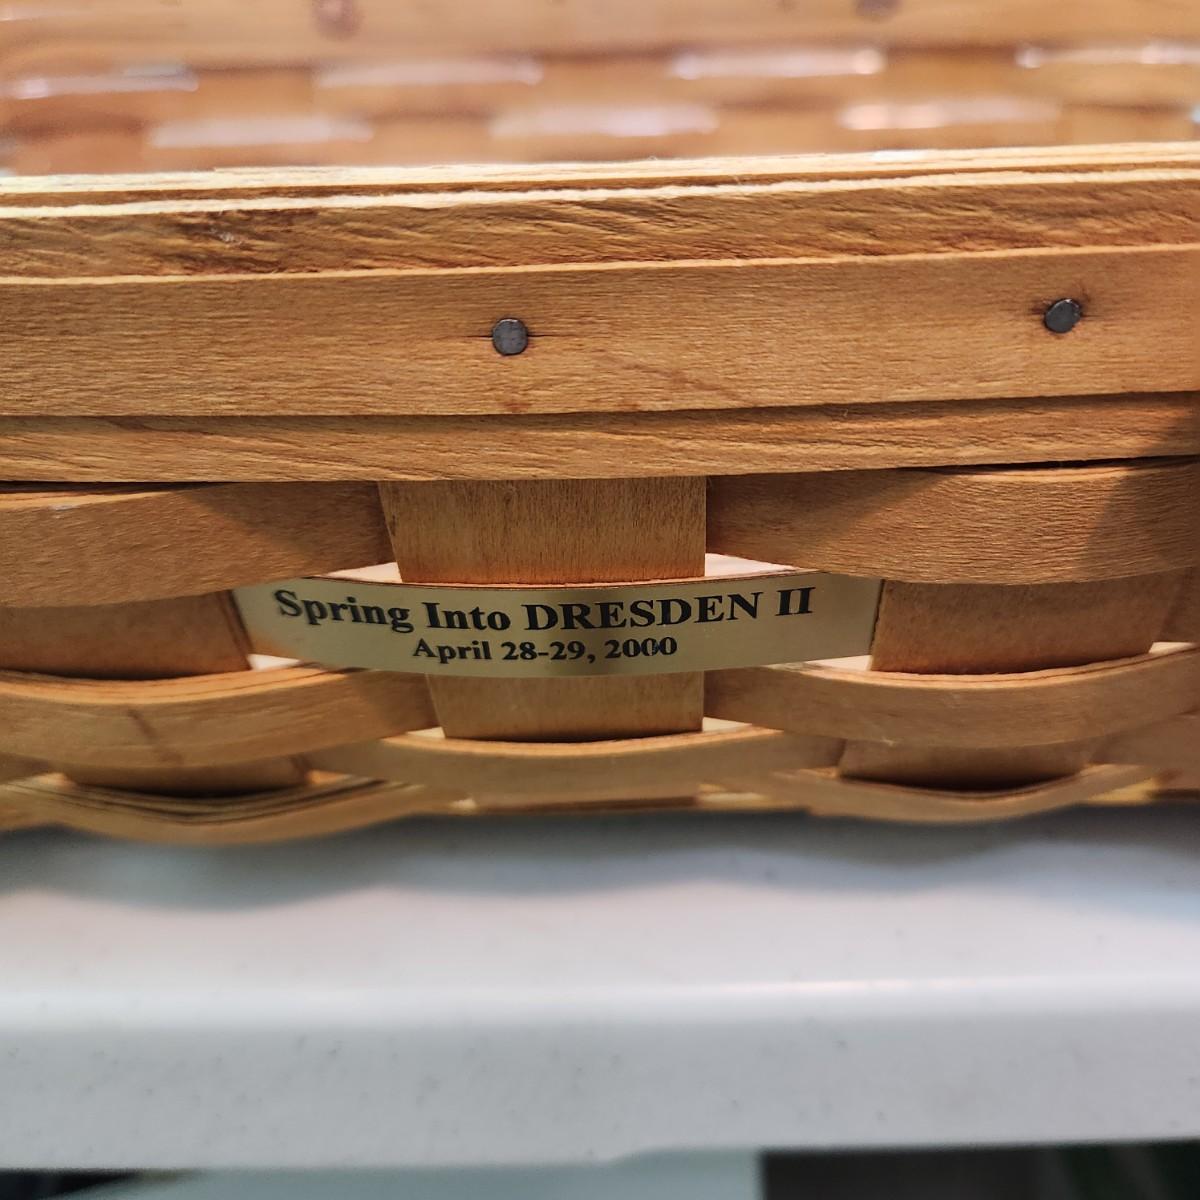 Spring Into DRESDEN II
April 28-29, 2000